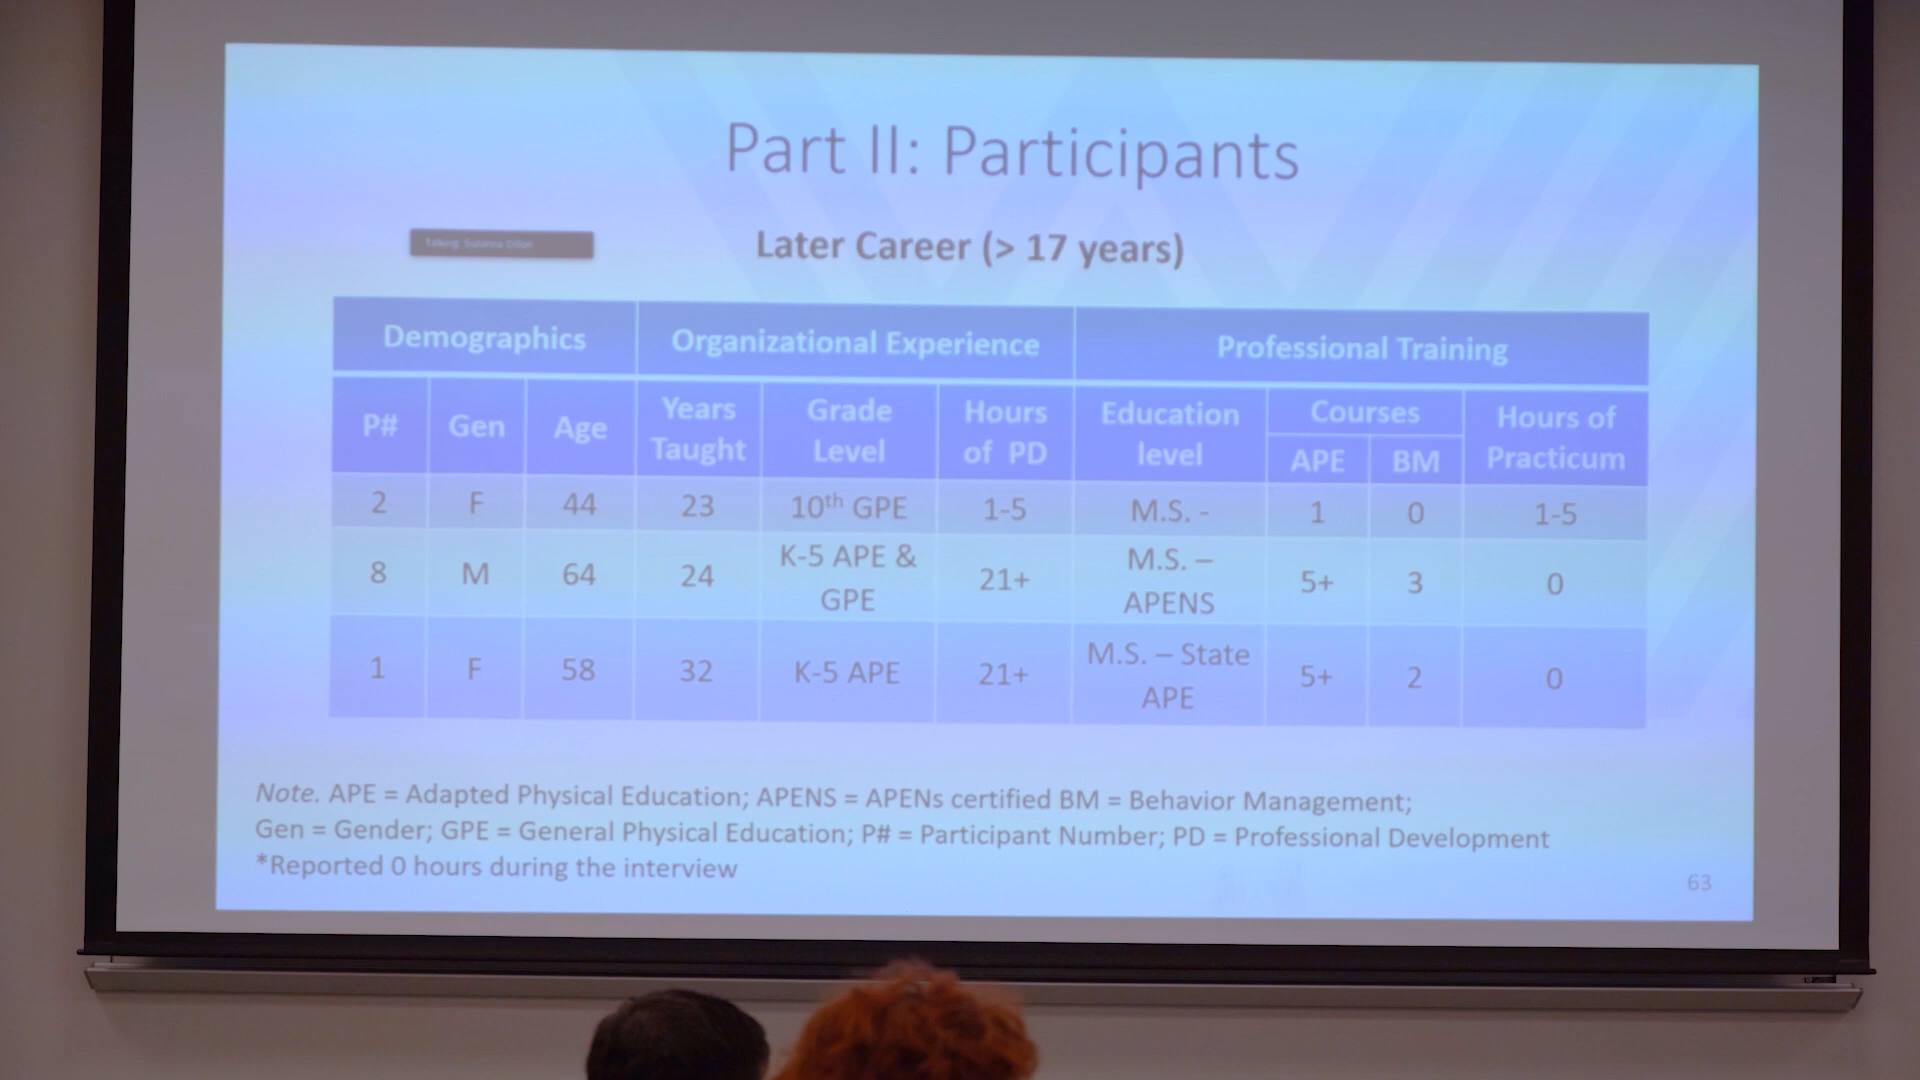 Part II: Participants
Talking: Suzanna Dillon
Later Career (> 17 years)
Demographics Organizational Experience Professional Training
P# Gen Age Years Taught Grade Level Hours of PD Education level Courses APE BM Hours of Practicum
2 F 44 23 10th GPE 1-5 M.S. - 1 0 1-5
8 M 64 24 K-5 APE & GPE 21+ M.S. – APENS 5+ 3 0
1 F 58 32 K-5 APE 21+ M.S. – State APE 5+ 2 0
Note. APE = Adapted Physical Education; APENS = APENs certified BM = Behavior Management;
Gen = Gender; GPE = General Physical Education; P# = Participant Number; PD = Professional Development
*Reported 0 hours during the interview
63